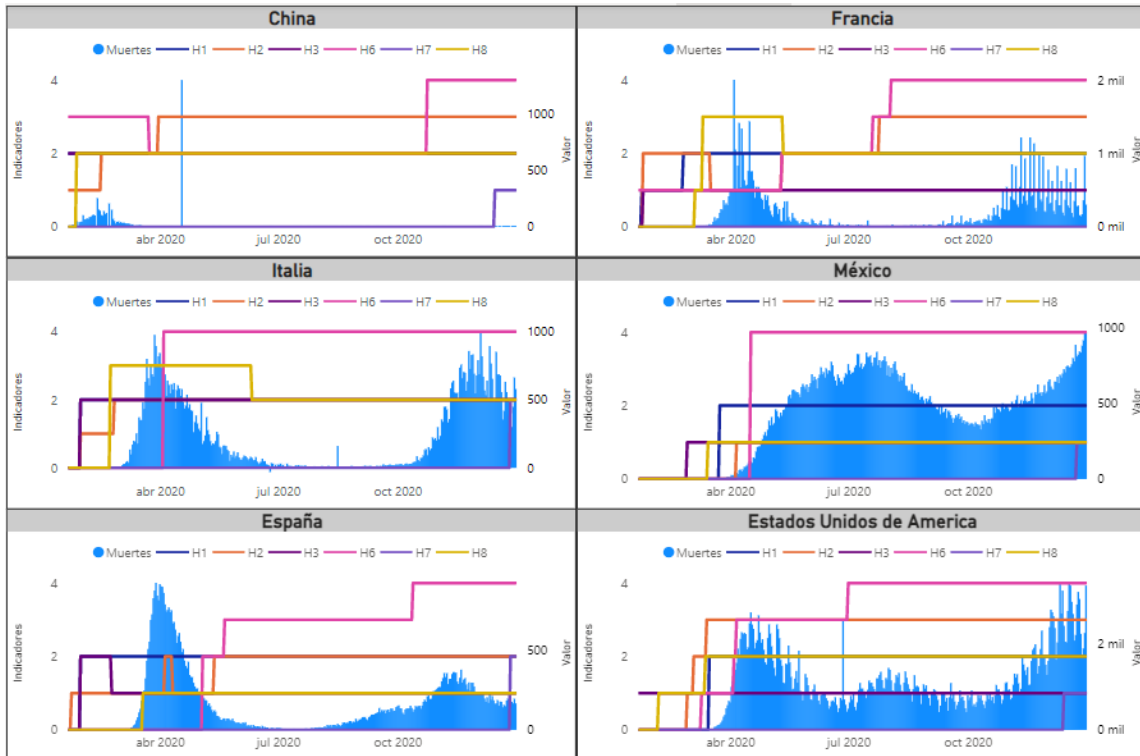 China
Muertes H1 H2 H3 H6 H7 H8
Indicadores
4
2
0
1000
500
0
Valor
abr 2020 jul 2020 oct 2020
Francia
Muertes H1 H2 H3 H6 H7 H8
Indicadores
4
2
0
2 mil
1 mil
0 mil
Valor
abr 2020 jul 2020 oct 2020
Italia
Muertes H1 H2 H3 H6 H7 H8
Indicadores
4
2
0
1000
500
0
Valor
abr 2020 jul 2020 oct 2020
México
Muertes H1 H2 H3 H6 H7 H8
Indicadores
4
2
0
1000
500
0
Valor
abr 2020 jul 2020 oct 2020
España
Muertes H1 H2 H3 H6 H7 H8
Indicadores
4
2
0
500
0
Valor
abr 2020 jul 2020 oct 2020
Estados Unidos de America
Muertes H1 H2 H3 H6 H7 H8
Indicadores
4
2
0
2 mil
0 mil
Valor
abr 2020 jul 2020 oct 2020